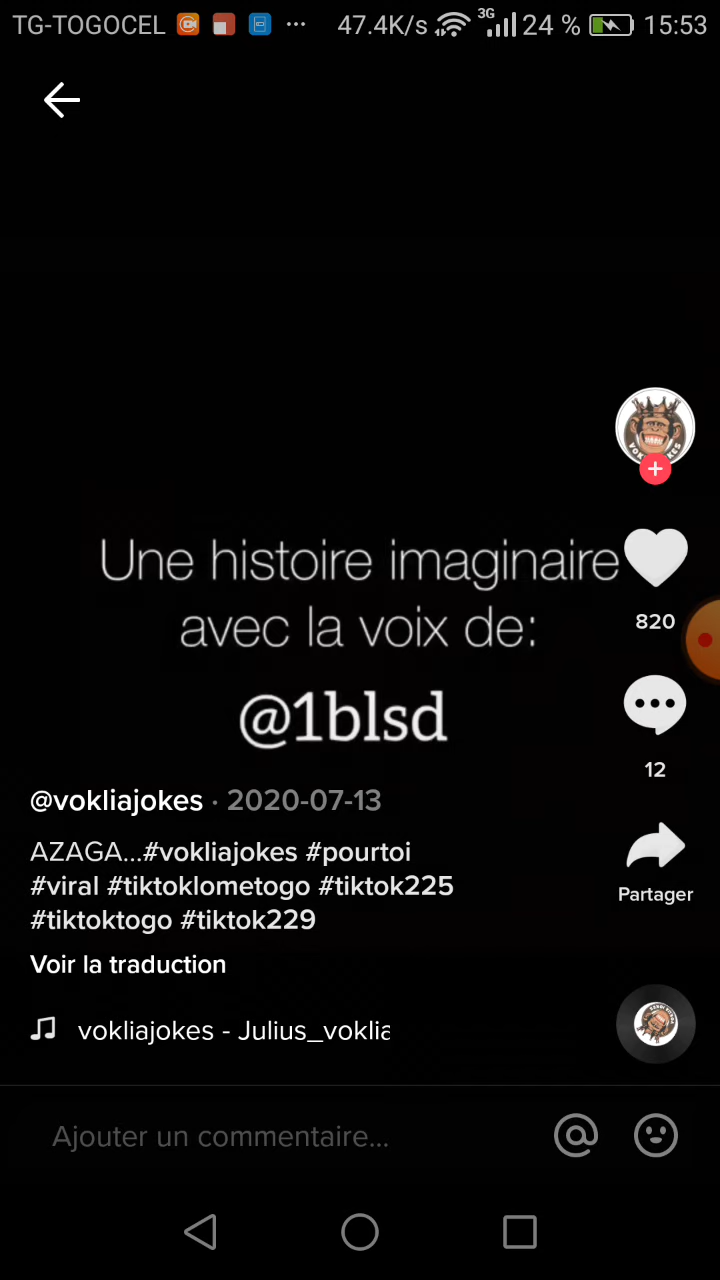 TG-TOGOCEL ... 47.4K/s 3G 24 % 15:53
Une histoire imaginaire
avec la voix de:
@1blsd
820
12
@vokliajokes · 2020-07-13
AZAGA...#vokliajokes #pourtoi
#viral #tiktoklometogo #tiktok225
#tiktoktogo #tiktok229
Partager
Voir la traduction
vokliajokes - Julius_voklia
Ajouter un commentaire...